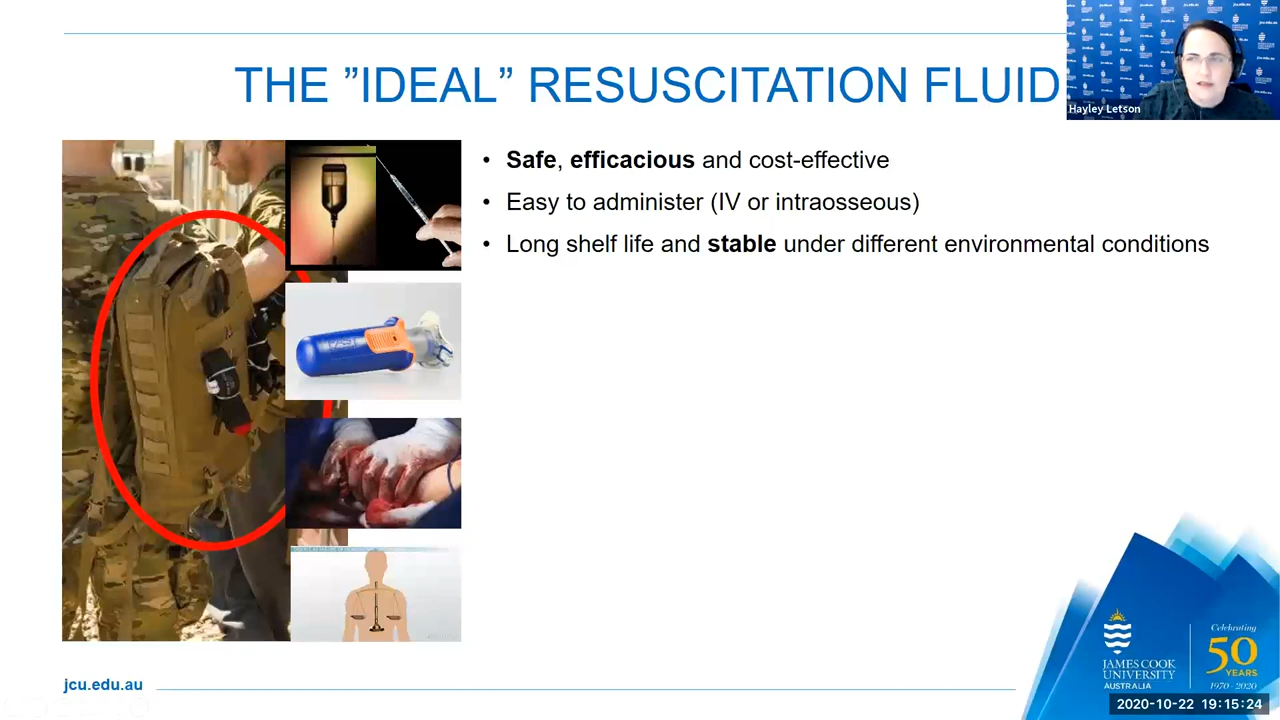 THE ”IDEAL” RESUSCITATION FLUID
Hayley Letson
• Safe, efficacious and cost-effective
• Easy to administer (IV or intraosseous)
• Long shelf life and stable under different environmental conditions
FAST
Celebrating
50
YEARS
1970 - 2020
JAMES COOK
UNIVERSITY
AUSTRALIA
jcu.edu.au
2020-10-22 19:15:24